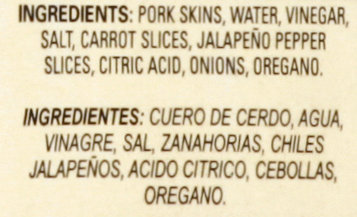 INGREDIENTS: PORK SKINS, WATER, VINEGAR,
SALT, CARROT SLICES, JALAPEÑO PEPPER
SLICES, CITRIC ACID, ONIONS, OREGANO.
INGREDIENTES: CUERO DE CERDO, AGUA,
VINAGRE, SAL, ZANAHORIAS, CHILES
JALAPEÑOS, ACIDO CITRICO, CEBOLLAS,
OREGANO.